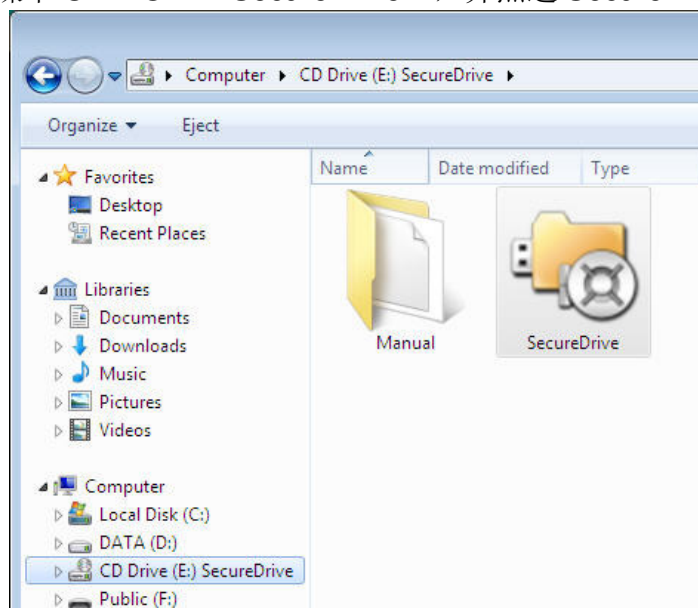 Computer ▸ CD Drive (E:) SecureDrive ▸
Organize Eject
Name Date modified Type
Favorites
Desktop
Recent Places
Libraries
Documents
Downloads
Music
Pictures
Videos
Computer
Local Disk (C:)
DATA (D:)
CD Drive (E:) SecureDrive
Public (F:)
Manual
SecureDrive